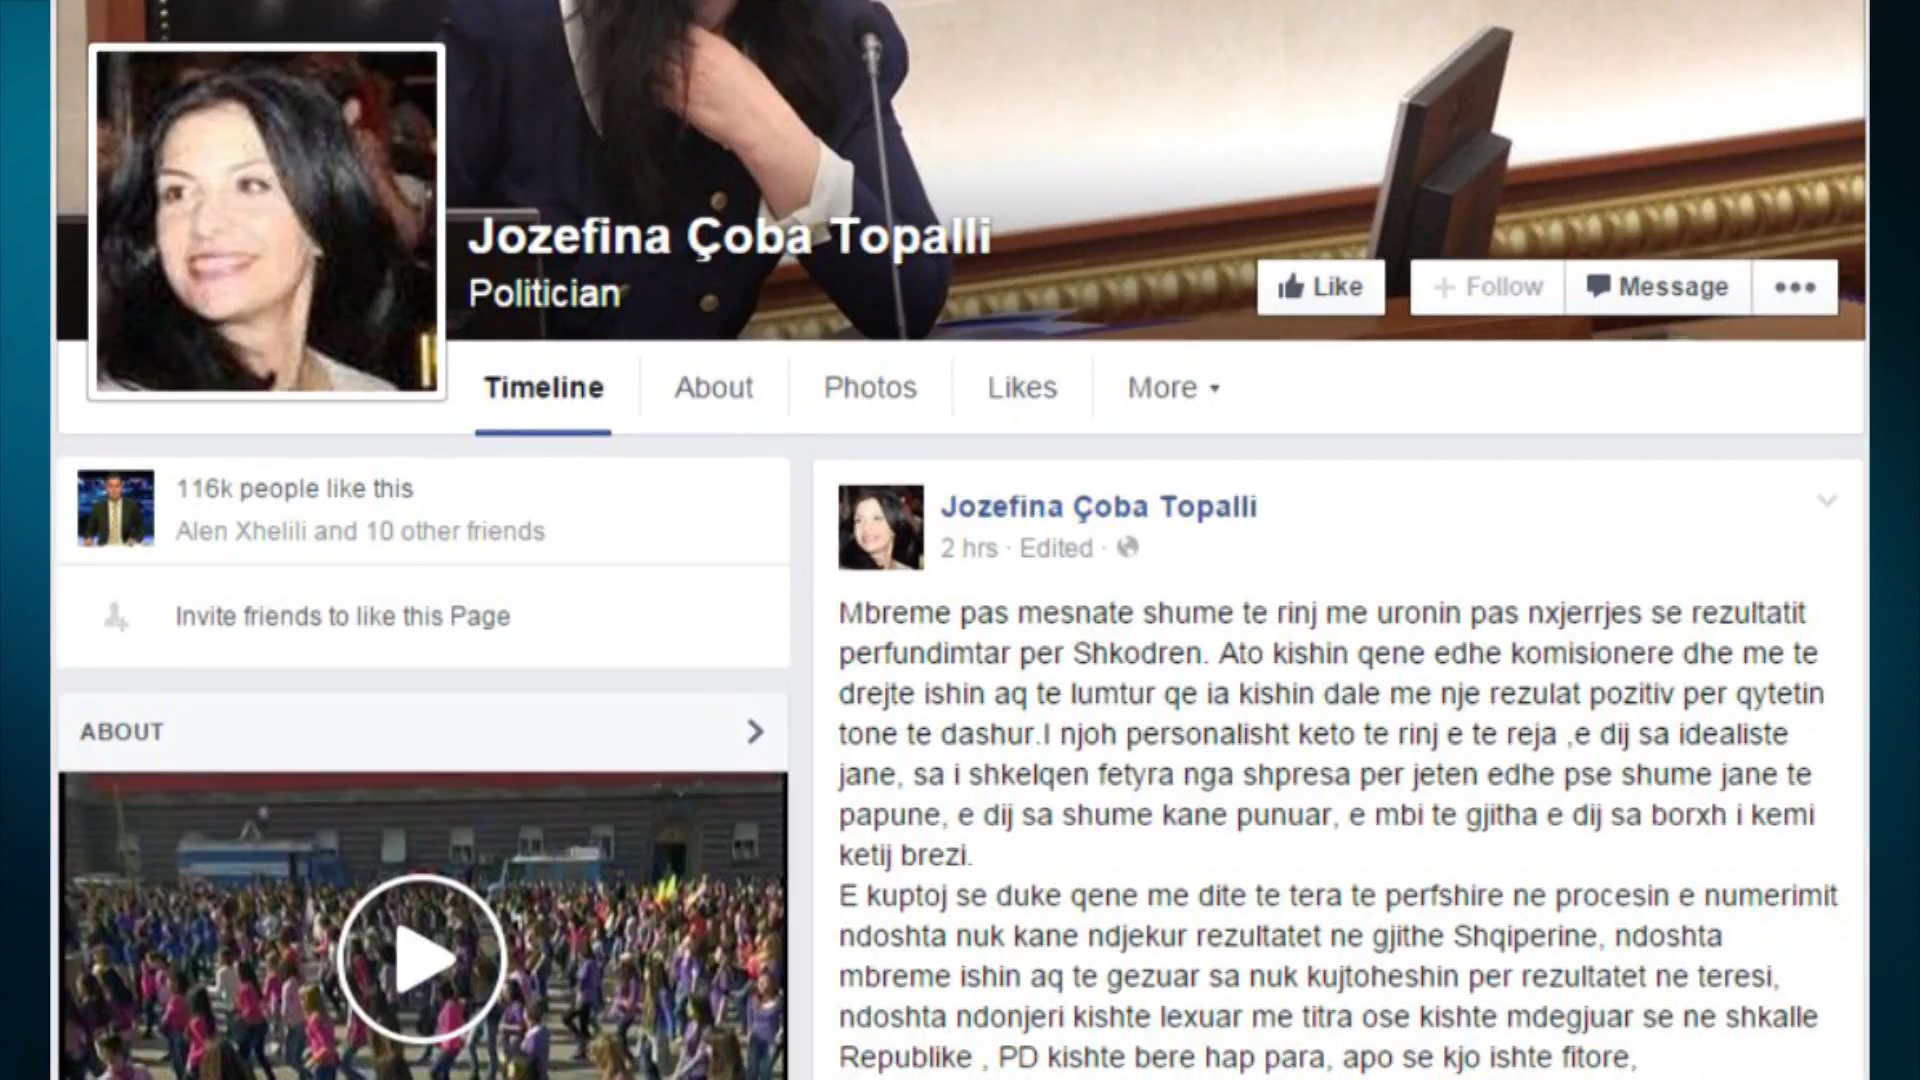 Jozefina Çoba Topalli
Politician
Like
Follow
Message
Timeline
About
Photos
Likes
More
116k people like this
Alen Xhelili and 10 other friends
Invite friends to like this Page
ABOUT
Jozefina Çoba Topalli
2 hrs · Edited ·
Mbreme pas mesnate shume te rinj me uronin pas nxjerrjes se rezultatit
perfundimtar per Shkodren. Ato kishin qene edhe komisionere dhe me te
drejte ishin aq te lumtur qe ia kishin dale me nje rezulat pozitiv per qytetin
tone te dashur.I njoh personalisht keto te rinj e te reja ,e dij sa idealiste
jane, sa i shkelqen fetyra nga shpresa per jeten edhe pse shume jane te
papune, e dij sa shume kane punuar, e mbi te gjitha e dij sa borxh i kemi
ketij brezi.
E kuptoj se duke qene me dite te tera te perfshire ne procesin e numerimit
ndoshta nuk kane ndjekur rezultatet ne gjithe Shqiperine, ndoshta
mbreme ishin aq te gezuar sa nuk kujtoheshin per rezultatet ne teresi,
ndoshta ndonjeri kishte lexuar me titra ose kishte mdegjuar se ne shkalle
Republike , PD kishte bere hap para, apo se kjo ishte fitore,